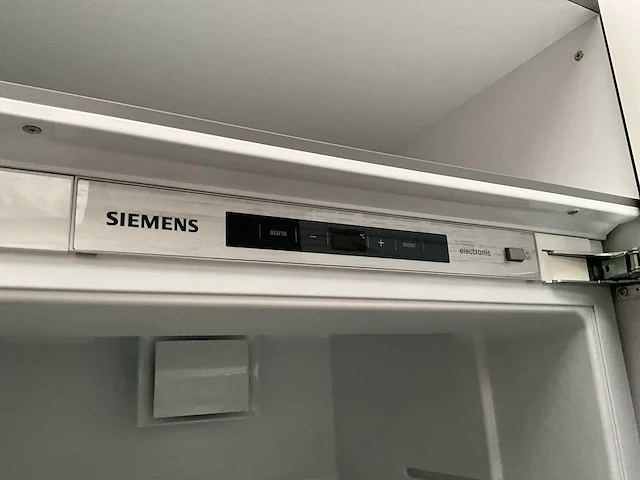 SIEMENS
alarm - °C + super
electronic